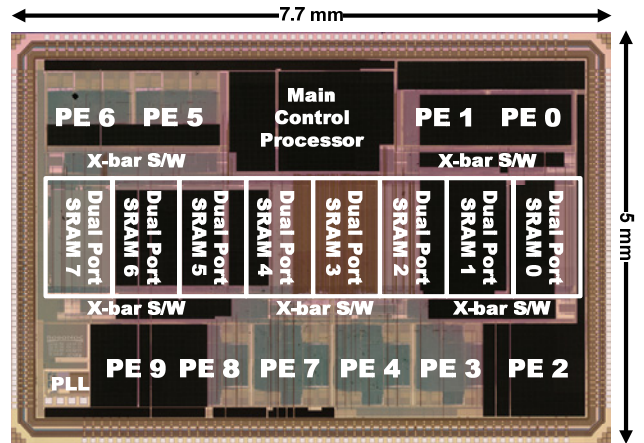 7.7 mm
PE 6 PE 5
Main
Control
Processor
PE 1 PE 0
X-bar S/W X-bar S/W
Dual Port
SRAM 7
Dual Port
SRAM 6
Dual Port
SRAM 5
Dual Port
SRAM 4
Dual Port
SRAM 3
Dual Port
SRAM 2
Dual Port
SRAM 1
Dual Port
SRAM 0
5 mm
X-bar S/W X-bar S/W X-bar S/W
PLL
PE 9 PE 8 PE 7 PE 4 PE 3 PE 2